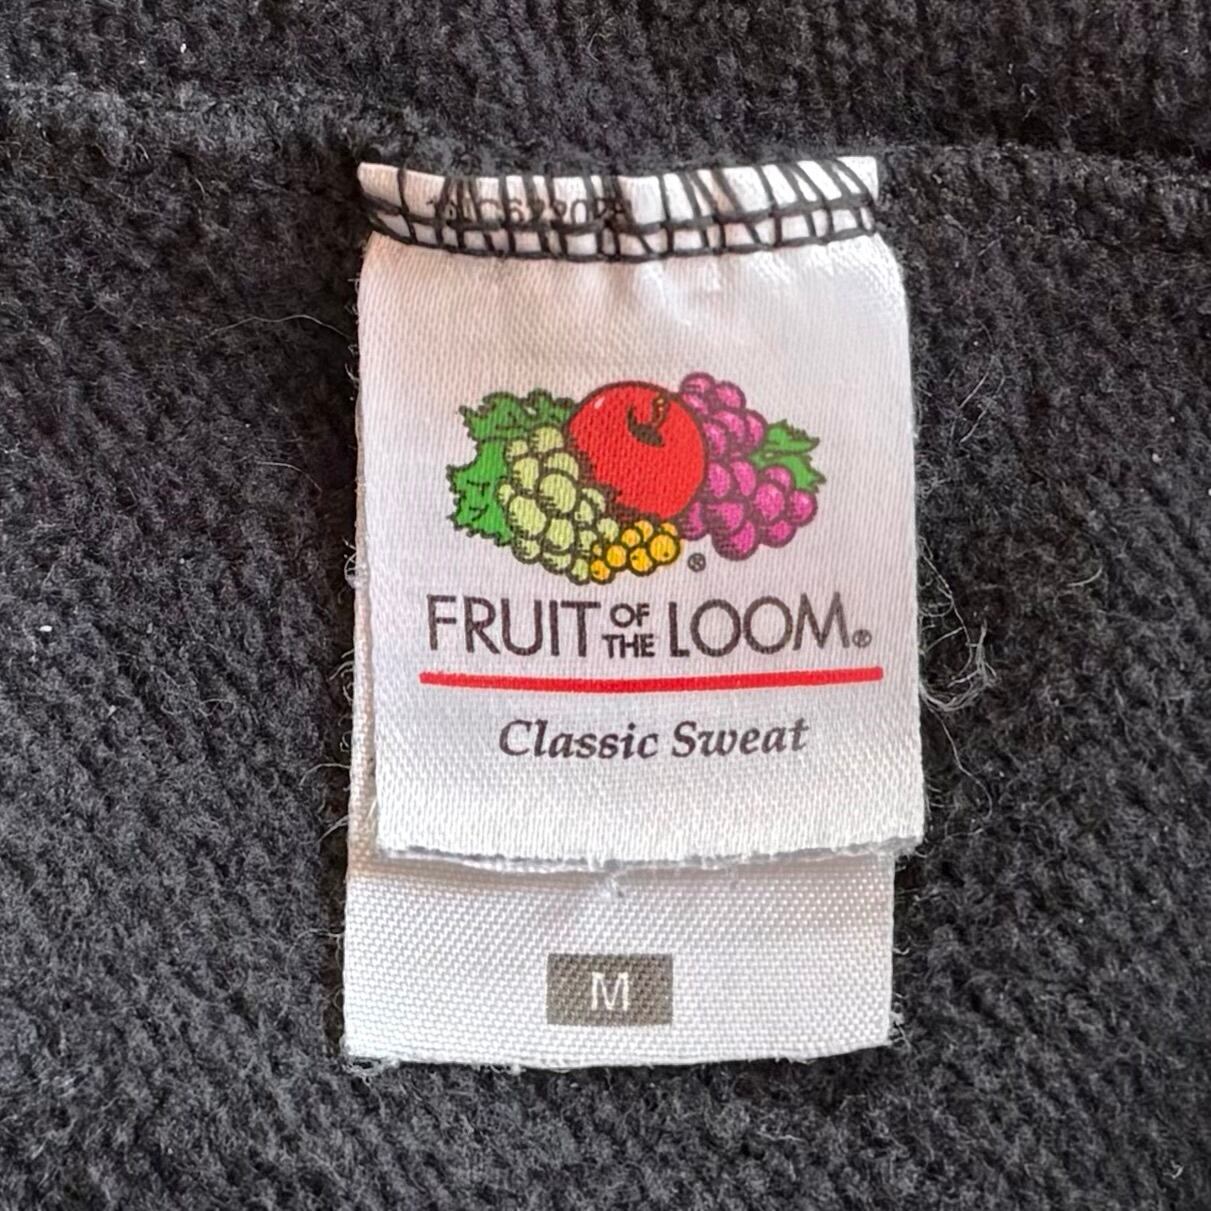 ®
FRUIT OF THE LOOM®
Classic Sweat
M